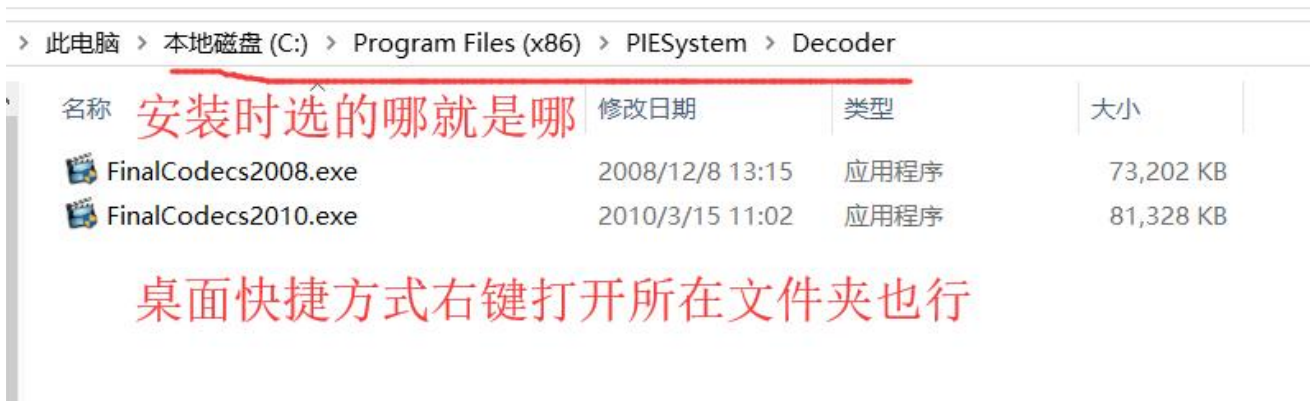 此电脑 > 本地磁盘 (C:) > Program Files (x86) > PIESystem > Decoder
名称 修改日期 类型 大小
安装时选的哪就是哪
FinalCodecs2008.exe 2008/12/8 13:15 应用程序 73,202 KB
FinalCodecs2010.exe 2010/3/15 11:02 应用程序 81,328 KB
桌面快捷方式右键打开所在文件夹也行